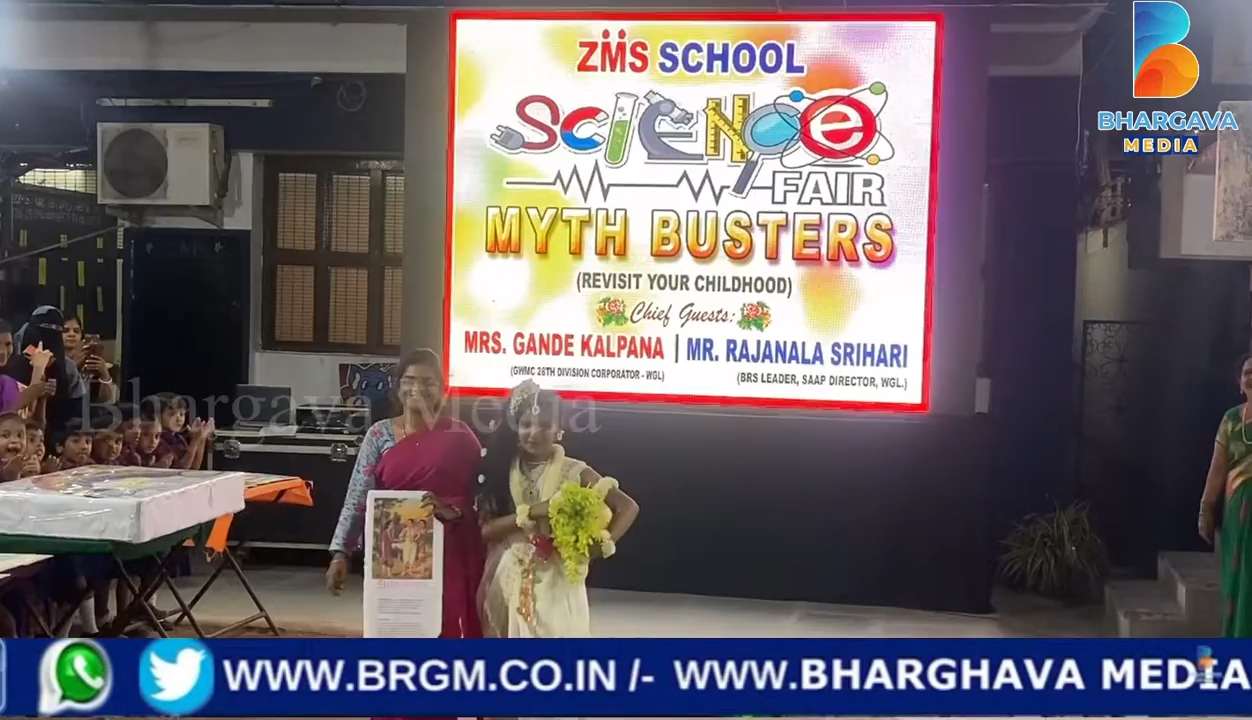 ZMS SCHOOL
SCIENCE
FAIR
MYTH BUSTERS
(REVISIT YOUR CHILDHOOD)
Chief Guests:
MRS. GANDE KALPANA | MR. RAJANALA SRIHARI
(GWMC 28TH DIVISION CORPORATOR - WGL)
(BRS LEADER, SAAP DIRECTOR, WGL.)
BHARGAVA
MEDIA
Bhargava Media
WWW.BRGM.CO.IN /- WWW.BHARGHAVA MEDIA